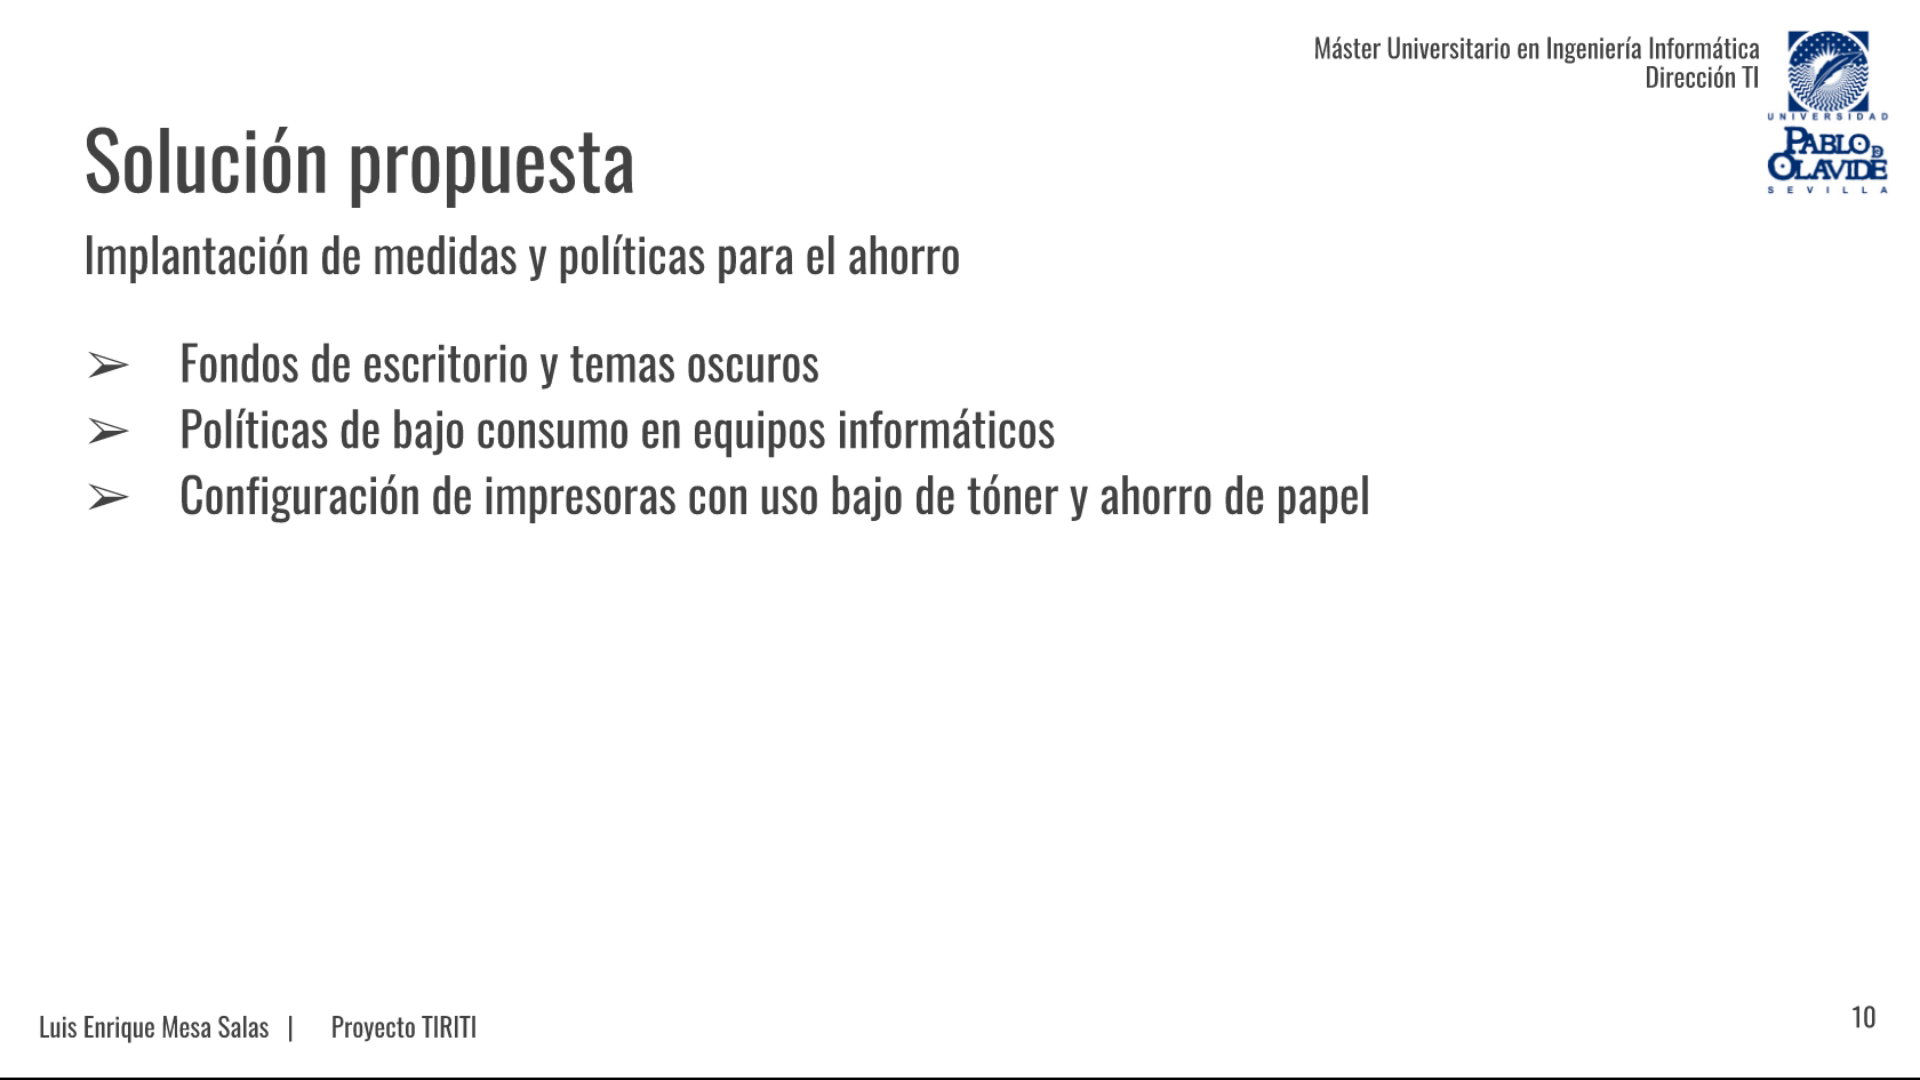 Máster Universitario en Ingeniería Informática
Dirección TI
UNIVERSIDAD
PABLO DE
OLAVIDE
SEVILLA
Solución propuesta
Implantación de medidas y políticas para el ahorro
➢ Fondos de escritorio y temas oscuros
➢ Políticas de bajo consumo en equipos informáticos
➢ Configuración de impresoras con uso bajo de tóner y ahorro de papel
Luis Enrique Mesa Salas | Proyecto TIRITI
10